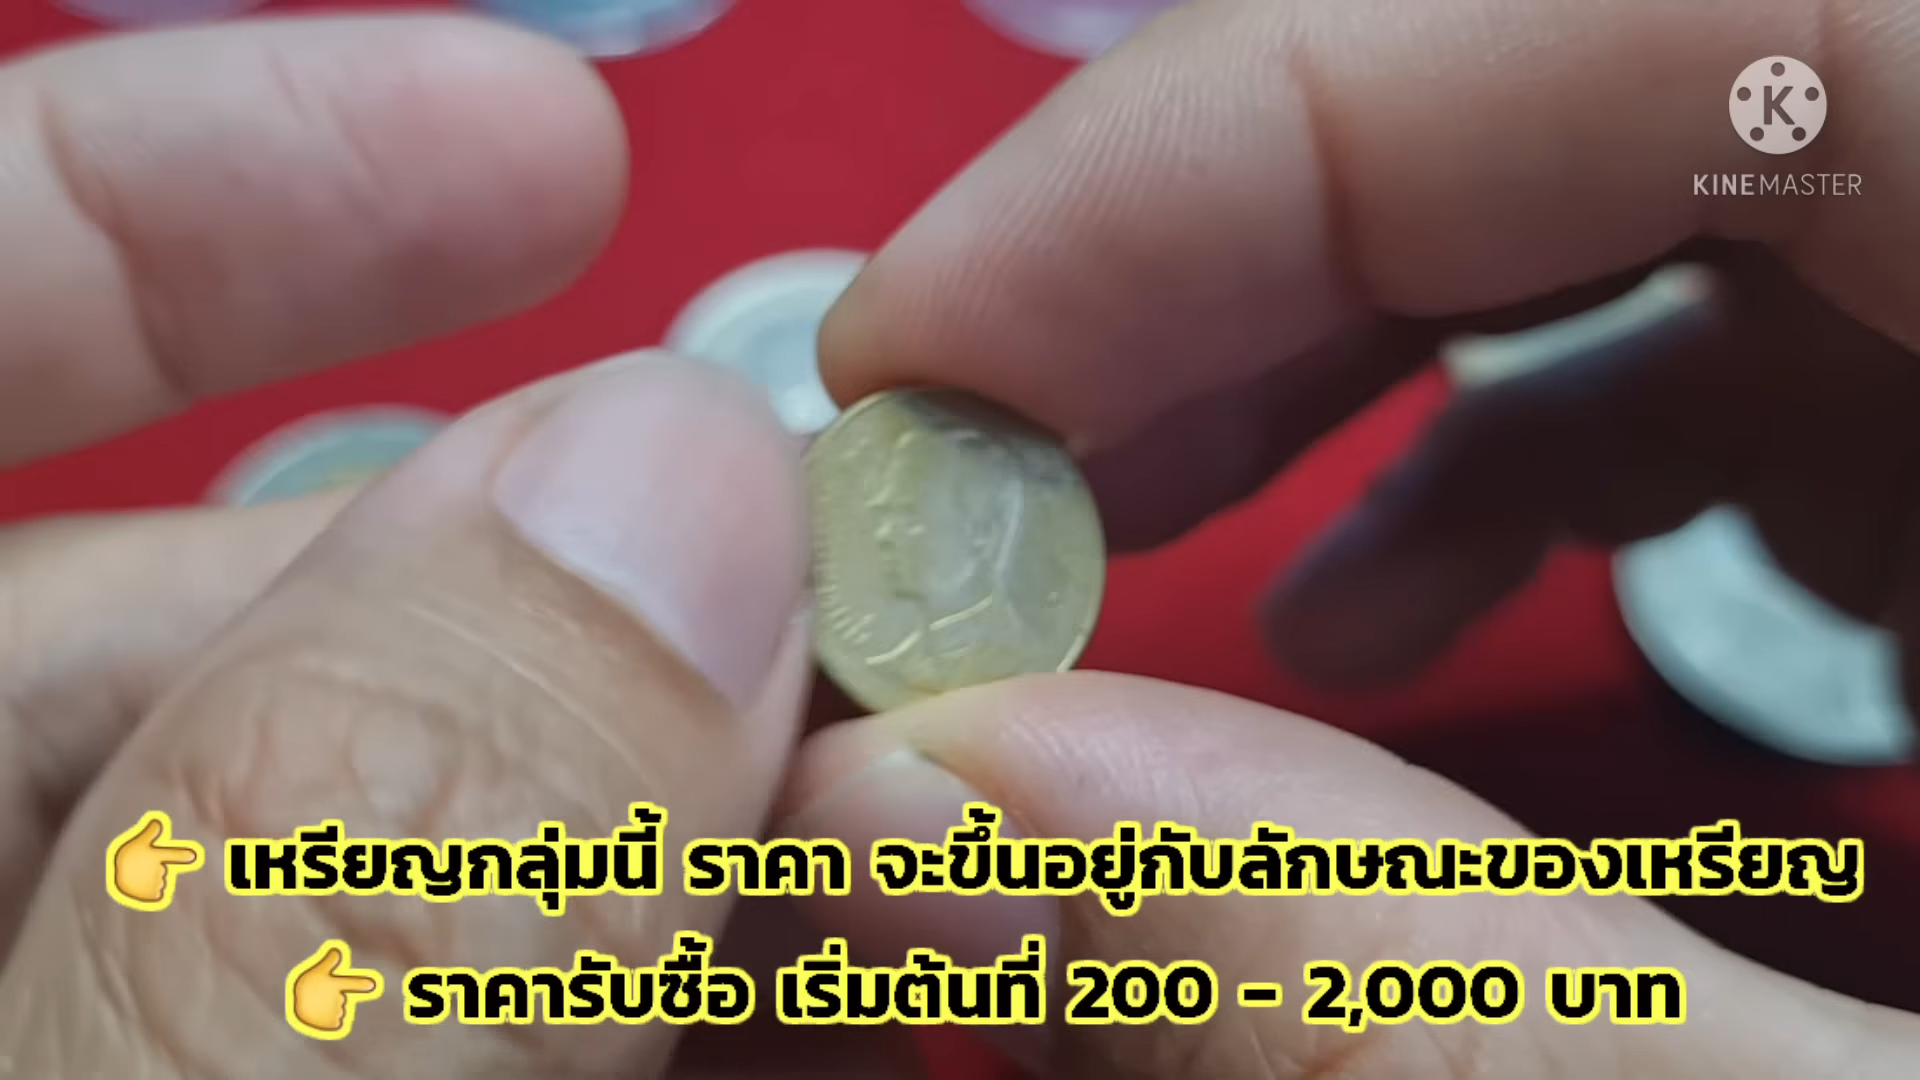 KINEMASTER
👉 เหรียญกลุ่มนี้ ราคา จะขึ้นอยู่กับลักษณะของเหรียญ
👉 ราคารับซื้อ เริ่มต้นที่ 200 – 2,000 บาท